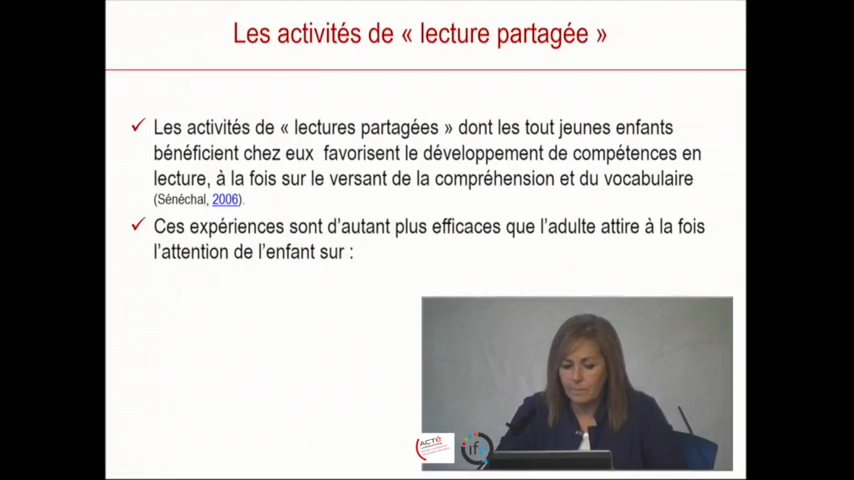 Les activités de « lecture partagée »
Les activités de « lectures partagées » dont les tout jeunes enfants
bénéficient chez eux favorisent le développement de compétences en
lecture, à la fois sur le versant de la compréhension et du vocabulaire
(Sénéchal, 2006).
Ces expériences sont d'autant plus efficaces que l'adulte attire à la fois
l'attention de l'enfant sur :
ACTÉ
ifé